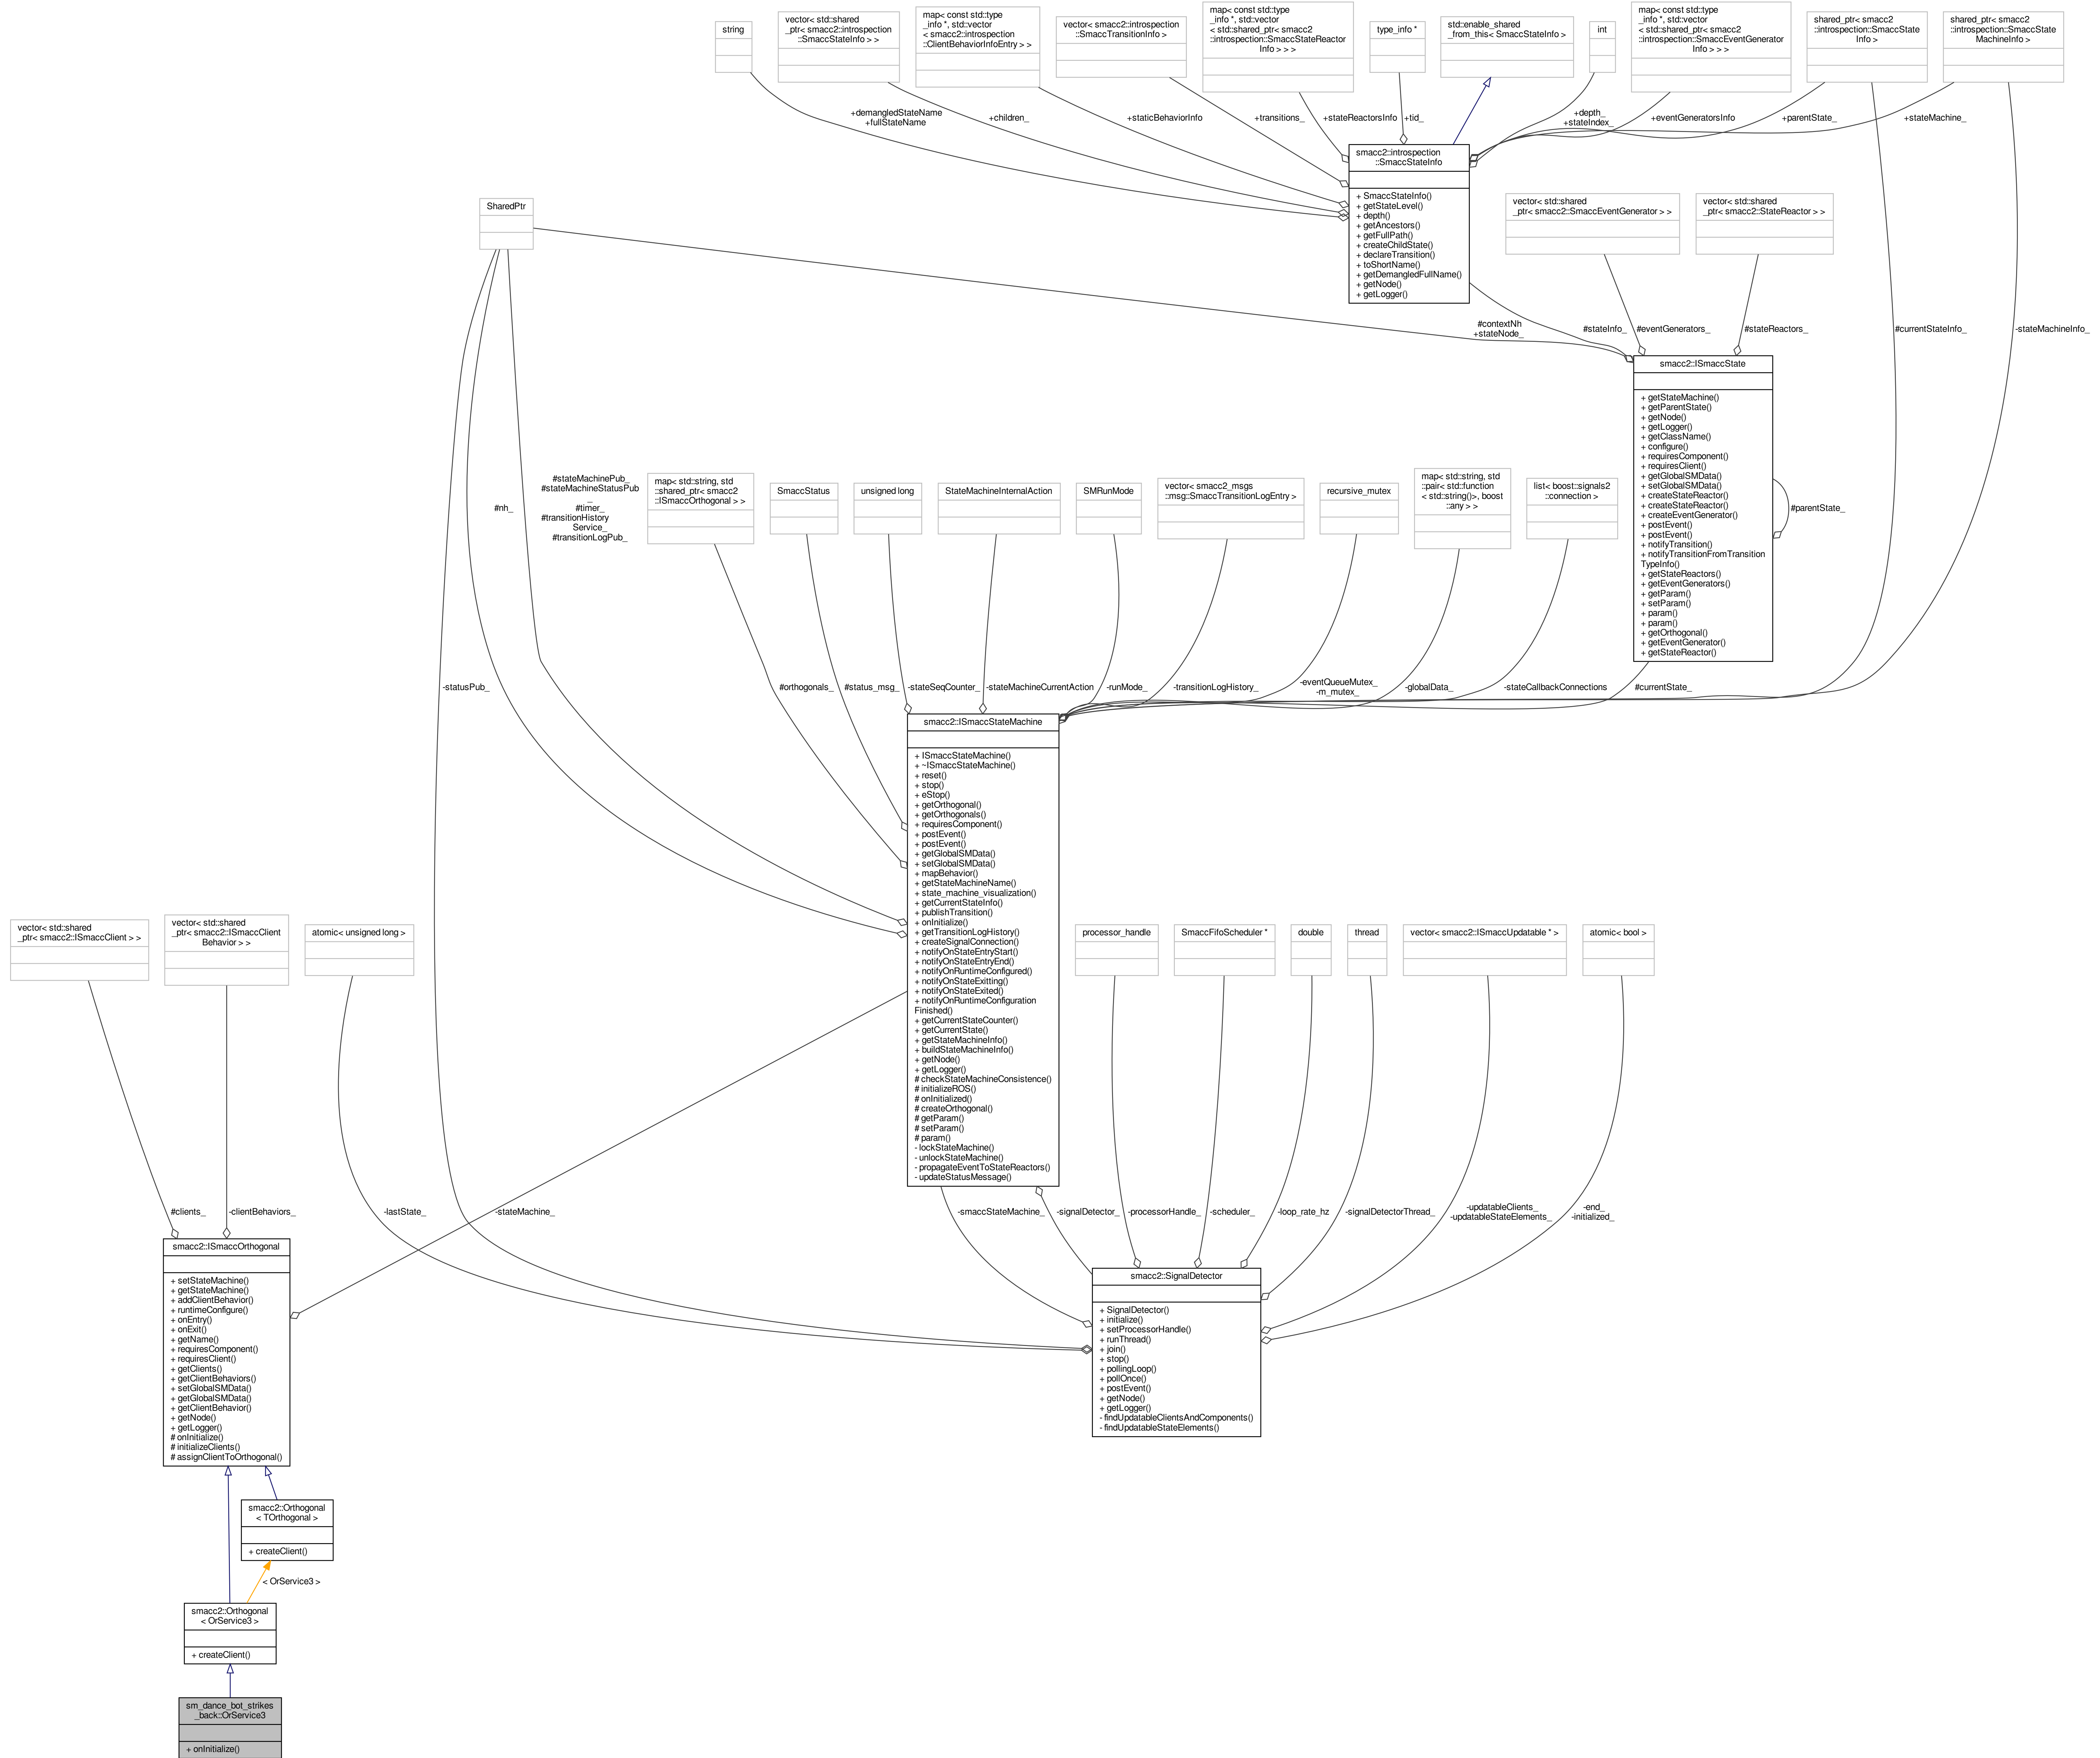 string
vector< std::shared
_ptr< smacc2::introspection
::SmaccStateInfo > >
map< const std::type
_info *, std::vector
< smacc2::introspection
::ClientBehaviorInfoEntry > >
vector< smacc2::introspection
::SmaccTransitionInfo >
map< const std::type
_info *, std::vector
< std::shared_ptr< smacc2
::introspection::SmaccStateReactor
Info > > >
type_info *
std::enable_shared
_from_this< SmaccStateInfo >
int
map< const std::type
_info *, std::vector
< std::shared_ptr< smacc2
::introspection::SmaccEventGenerator
Info > > >
shared_ptr< smacc2
::introspection::SmaccState
Info >
shared_ptr< smacc2
::introspection::SmaccState
MachineInfo >
+demangledStateName
+fullStateName
+children_
+staticBehaviorInfo
+transitions_
+stateReactorsInfo
+tid_
+depth_
+stateIndex_
+eventGeneratorsInfo
+parentState_
+stateMachine_
smacc2::introspection
::SmaccStateInfo
+ SmaccStateInfo()
+ getStateLevel()
+ depth()
+ getAncestors()
+ getFullPath()
+ createChildState()
+ declareTransition()
+ toShortName()
+ getDemangledFullName()
+ getNode()
+ getLogger()
SharedPtr
vector< std::shared
_ptr< smacc2::SmaccEventGenerator > >
vector< std::shared
_ptr< smacc2::StateReactor > >
#contextNh
+stateNode_
#stateInfo_
#eventGenerators_
#stateReactors_
#currentStateInfo_
-stateMachineInfo_
smacc2::ISmaccState
+ getStateMachine()
+ getParentState()
+ getNode()
+ getLogger()
+ getClassName()
+ configure()
+ requiresComponent()
+ requiresClient()
+ getGlobalSMData()
+ setGlobalSMData()
+ createStateReactor()
+ createStateReactor()
+ createEventGenerator()
+ postEvent()
+ postEvent()
+ notifyTransition()
+ notifyTransitionFromTransition
TypeInfo()
+ getStateReactors()
+ getEventGenerators()
+ getParam()
+ setParam()
+ param()
+ param()
+ getOrthogonal()
+ getEventGenerator()
+ getStateReactor()
#parentState_
#nh_
#stateMachinePub_
#stateMachineStatusPub
_
#timer_
#transitionHistory
Service_
#transitionLogPub_
map< std::string, std
::shared_ptr< smacc2
::ISmaccOrthogonal > >
SmaccStatus
unsigned long
StateMachineInternalAction
SMRunMode
vector< smacc2_msgs
::msg::SmaccTransitionLogEntry >
recursive_mutex
map< std::string, std
::pair< std::function
< std::string()>, boost
::any > >
list< boost::signals2
::connection >
-statusPub_
#orthogonals_
#status_msg_
-stateSeqCounter_
-stateMachineCurrentAction
-runMode_
-transitionLogHistory_
-eventQueueMutex_
-m_mutex_
-globalData_
-stateCallbackConnections
#currentState_
smacc2::ISmaccStateMachine
+ ISmaccStateMachine()
+ ~ISmaccStateMachine()
+ reset()
+ stop()
+ eStop()
+ getOrthogonal()
+ getOrthogonals()
+ requiresComponent()
+ postEvent()
+ postEvent()
+ getGlobalSMData()
+ setGlobalSMData()
+ mapBehavior()
+ getStateMachineName()
+ state_machine_visualization()
+ getCurrentStateInfo()
+ publishTransition()
+ onInitialize()
+ getTransitionLogHistory()
+ createSignalConnection()
+ notifyOnStateEntryStart()
+ notifyOnStateEntryEnd()
+ notifyOnRuntimeConfigured()
+ notifyOnStateExitting()
+ notifyOnStateExited()
+ notifyOnRuntimeConfiguration
Finished()
+ getCurrentStateCounter()
+ getCurrentState()
+ getStateMachineInfo()
+ buildStateMachineInfo()
+ getNode()
+ getLogger()
# checkStateMachineConsistence()
# initializeROS()
# onInitialized()
# createOrthogonal()
# getParam()
# setParam()
# param()
- lockStateMachine()
- unlockStateMachine()
- propagateEventToStateReactors()
- updateStatusMessage()
vector< std::shared
_ptr< smacc2::ISmaccClient > >
vector< std::shared
_ptr< smacc2::ISmaccClient
Behavior > >
atomic< unsigned long >
processor_handle
SmaccFifoScheduler *
double
thread
vector< smacc2::ISmaccUpdatable * >
atomic< bool >
#clients_
-clientBehaviors_
-lastState_
-stateMachine_
-smaccStateMachine_
-signalDetector_
-processorHandle_
-scheduler_
-loop_rate_hz
-signalDetectorThread_
-updatableClients_
-updatableStateElements_
-end_
-initialized_
smacc2::ISmaccOrthogonal
+ setStateMachine()
+ getStateMachine()
+ addClientBehavior()
+ runtimeConfigure()
+ onEntry()
+ onExit()
+ getName()
+ requiresComponent()
+ requiresClient()
+ getClients()
+ getClientBehaviors()
+ setGlobalSMData()
+ getGlobalSMData()
+ getClientBehavior()
+ getNode()
+ getLogger()
# onInitialize()
# initializeClients()
# assignClientToOrthogonal()
smacc2::SignalDetector
+ SignalDetector()
+ initialize()
+ setProcessorHandle()
+ runThread()
+ join()
+ stop()
+ pollingLoop()
+ pollOnce()
+ postEvent()
+ getNode()
+ getLogger()
- findUpdatableClientsAndComponents()
- findUpdatableStateElements()
smacc2::Orthogonal
< TOrthogonal >
+ createClient()
< OrService3 >
smacc2::Orthogonal
< OrService3 >
+ createClient()
sm_dance_bot_strikes
_back::OrService3
+ onInitialize()